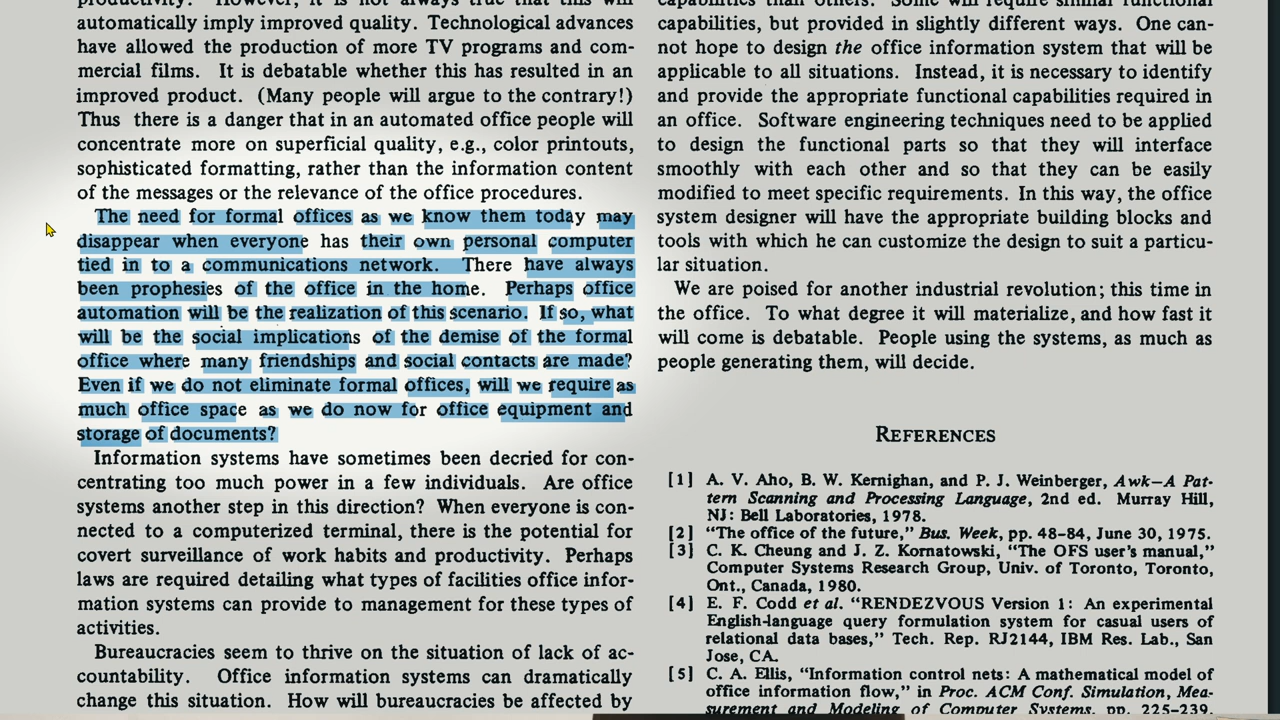 productivity. However, it is not always true that this will
automatically imply improved quality. Technological advances
have allowed the production of more TV programs and com-
mercial films. It is debatable whether this has resulted in an
improved product. (Many people will argue to the contrary!)
Thus there is a danger that in an automated office people will
concentrate more on superficial quality, e.g., color printouts,
sophisticated formatting, rather than the information content
of the messages or the relevance of the office procedures.
The need for formal offices as we know them today may
disappear when everyone has their own personal computer
tied in to a communications network. There have always
been prophesies of the office in the home. Perhaps office
automation will be the realization of this scenario. If so, what
will be the social implications of the demise of the formal
office where many friendships and social contacts are made?
Even if we do not eliminate formal offices, will we require as
much office space as we do now for office equipment and
storage of documents?
Information systems have sometimes been decried for con-
centrating too much power in a few individuals. Are office
systems another step in this direction? When everyone is con-
nected to a computerized terminal, there is the potential for
covert surveillance of work habits and productivity. Perhaps
laws are required detailing what types of facilities office infor-
mation systems can provide to management for these types of
activities.
Bureaucracies seem to thrive on the situation of lack of ac-
countability. Office information systems can dramatically
change this situation. How will bureaucracies be affected by
capabilities than others. Some will require similar functional
capabilities, but provided in slightly different ways. One can-
not hope to design the office information system that will be
applicable to all situations. Instead, it is necessary to identify
and provide the appropriate functional capabilities required in
an office. Software engineering techniques need to be applied
to design the functional parts so that they will interface
smoothly with each other and so that they can be easily
modified to meet specific requirements. In this way, the office
system designer will have the appropriate building blocks and
tools with which he can customize the design to suit a particu-
lar situation.
We are poised for another industrial revolution; this time in
the office. To what degree it will materialize, and how fast it
will come is debatable. People using the systems, as much as
people generating them, will decide.
REFERENCES
[1] A. V. Aho, B. W. Kernighan, and P. J. Weinberger, Awk—A Pat-
tern Scanning and Processing Language, 2nd ed. Murray Hill,
NJ: Bell Laboratories, 1978.
[2] "The office of the future," Bus. Week, pp. 48-84, June 30, 1975.
[3] C. K. Cheung and J. Z. Kornatowski, "The OFS user's manual,"
Computer Systems Research Group, Univ. of Toronto, Toronto,
Ont., Canada, 1980.
[4] E. F. Codd et al. "RENDEZVOUS Version 1: An experimental
English-language query formulation system for casual users of
relational data bases," Tech. Rep. RJ2144, IBM Res. Lab., San
Jose, CA.
[5] C. A. Ellis, "Information control nets: A mathematical model of
office information flow," in Proc. ACM Conf. Simulation, Mea-
surement and Modeling of Computer Systems, pp. 225-239.